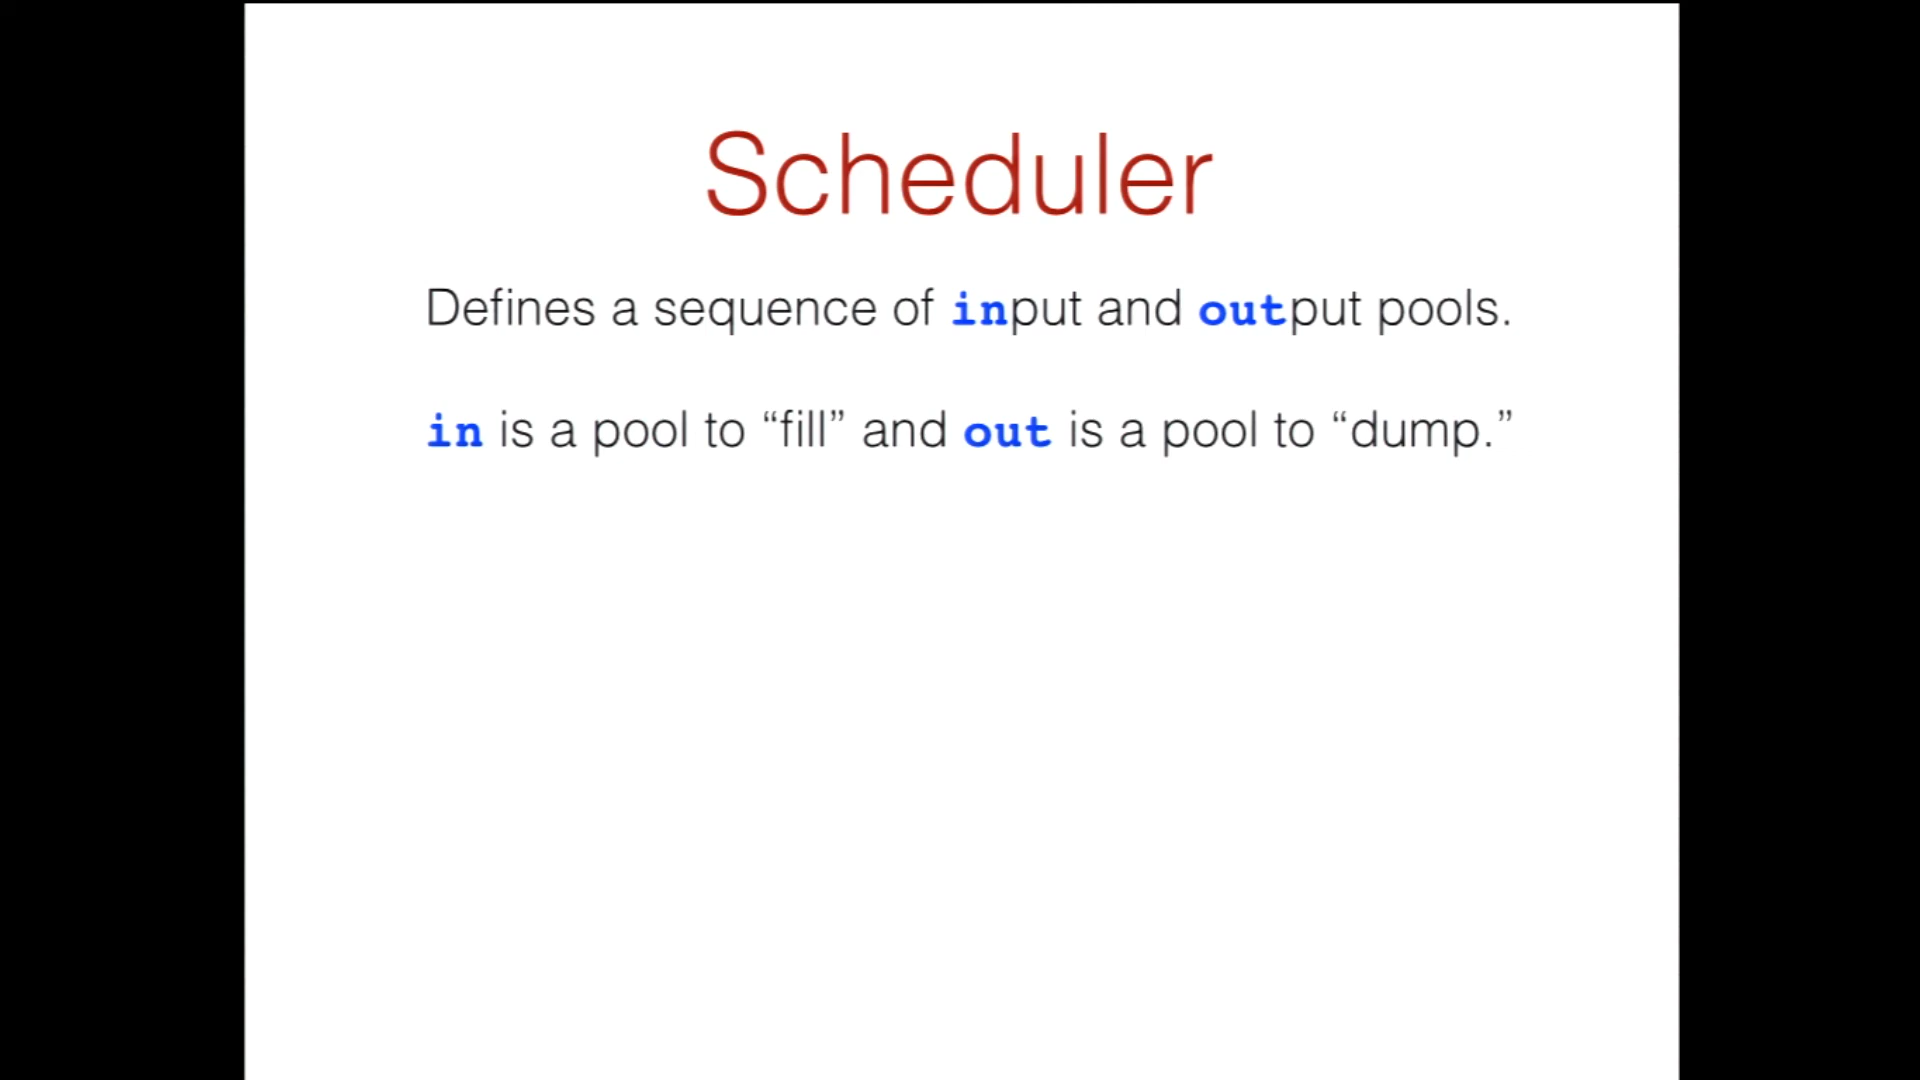 Scheduler
Defines a sequence of input and output pools.
in is a pool to “fill” and out is a pool to “dump.”